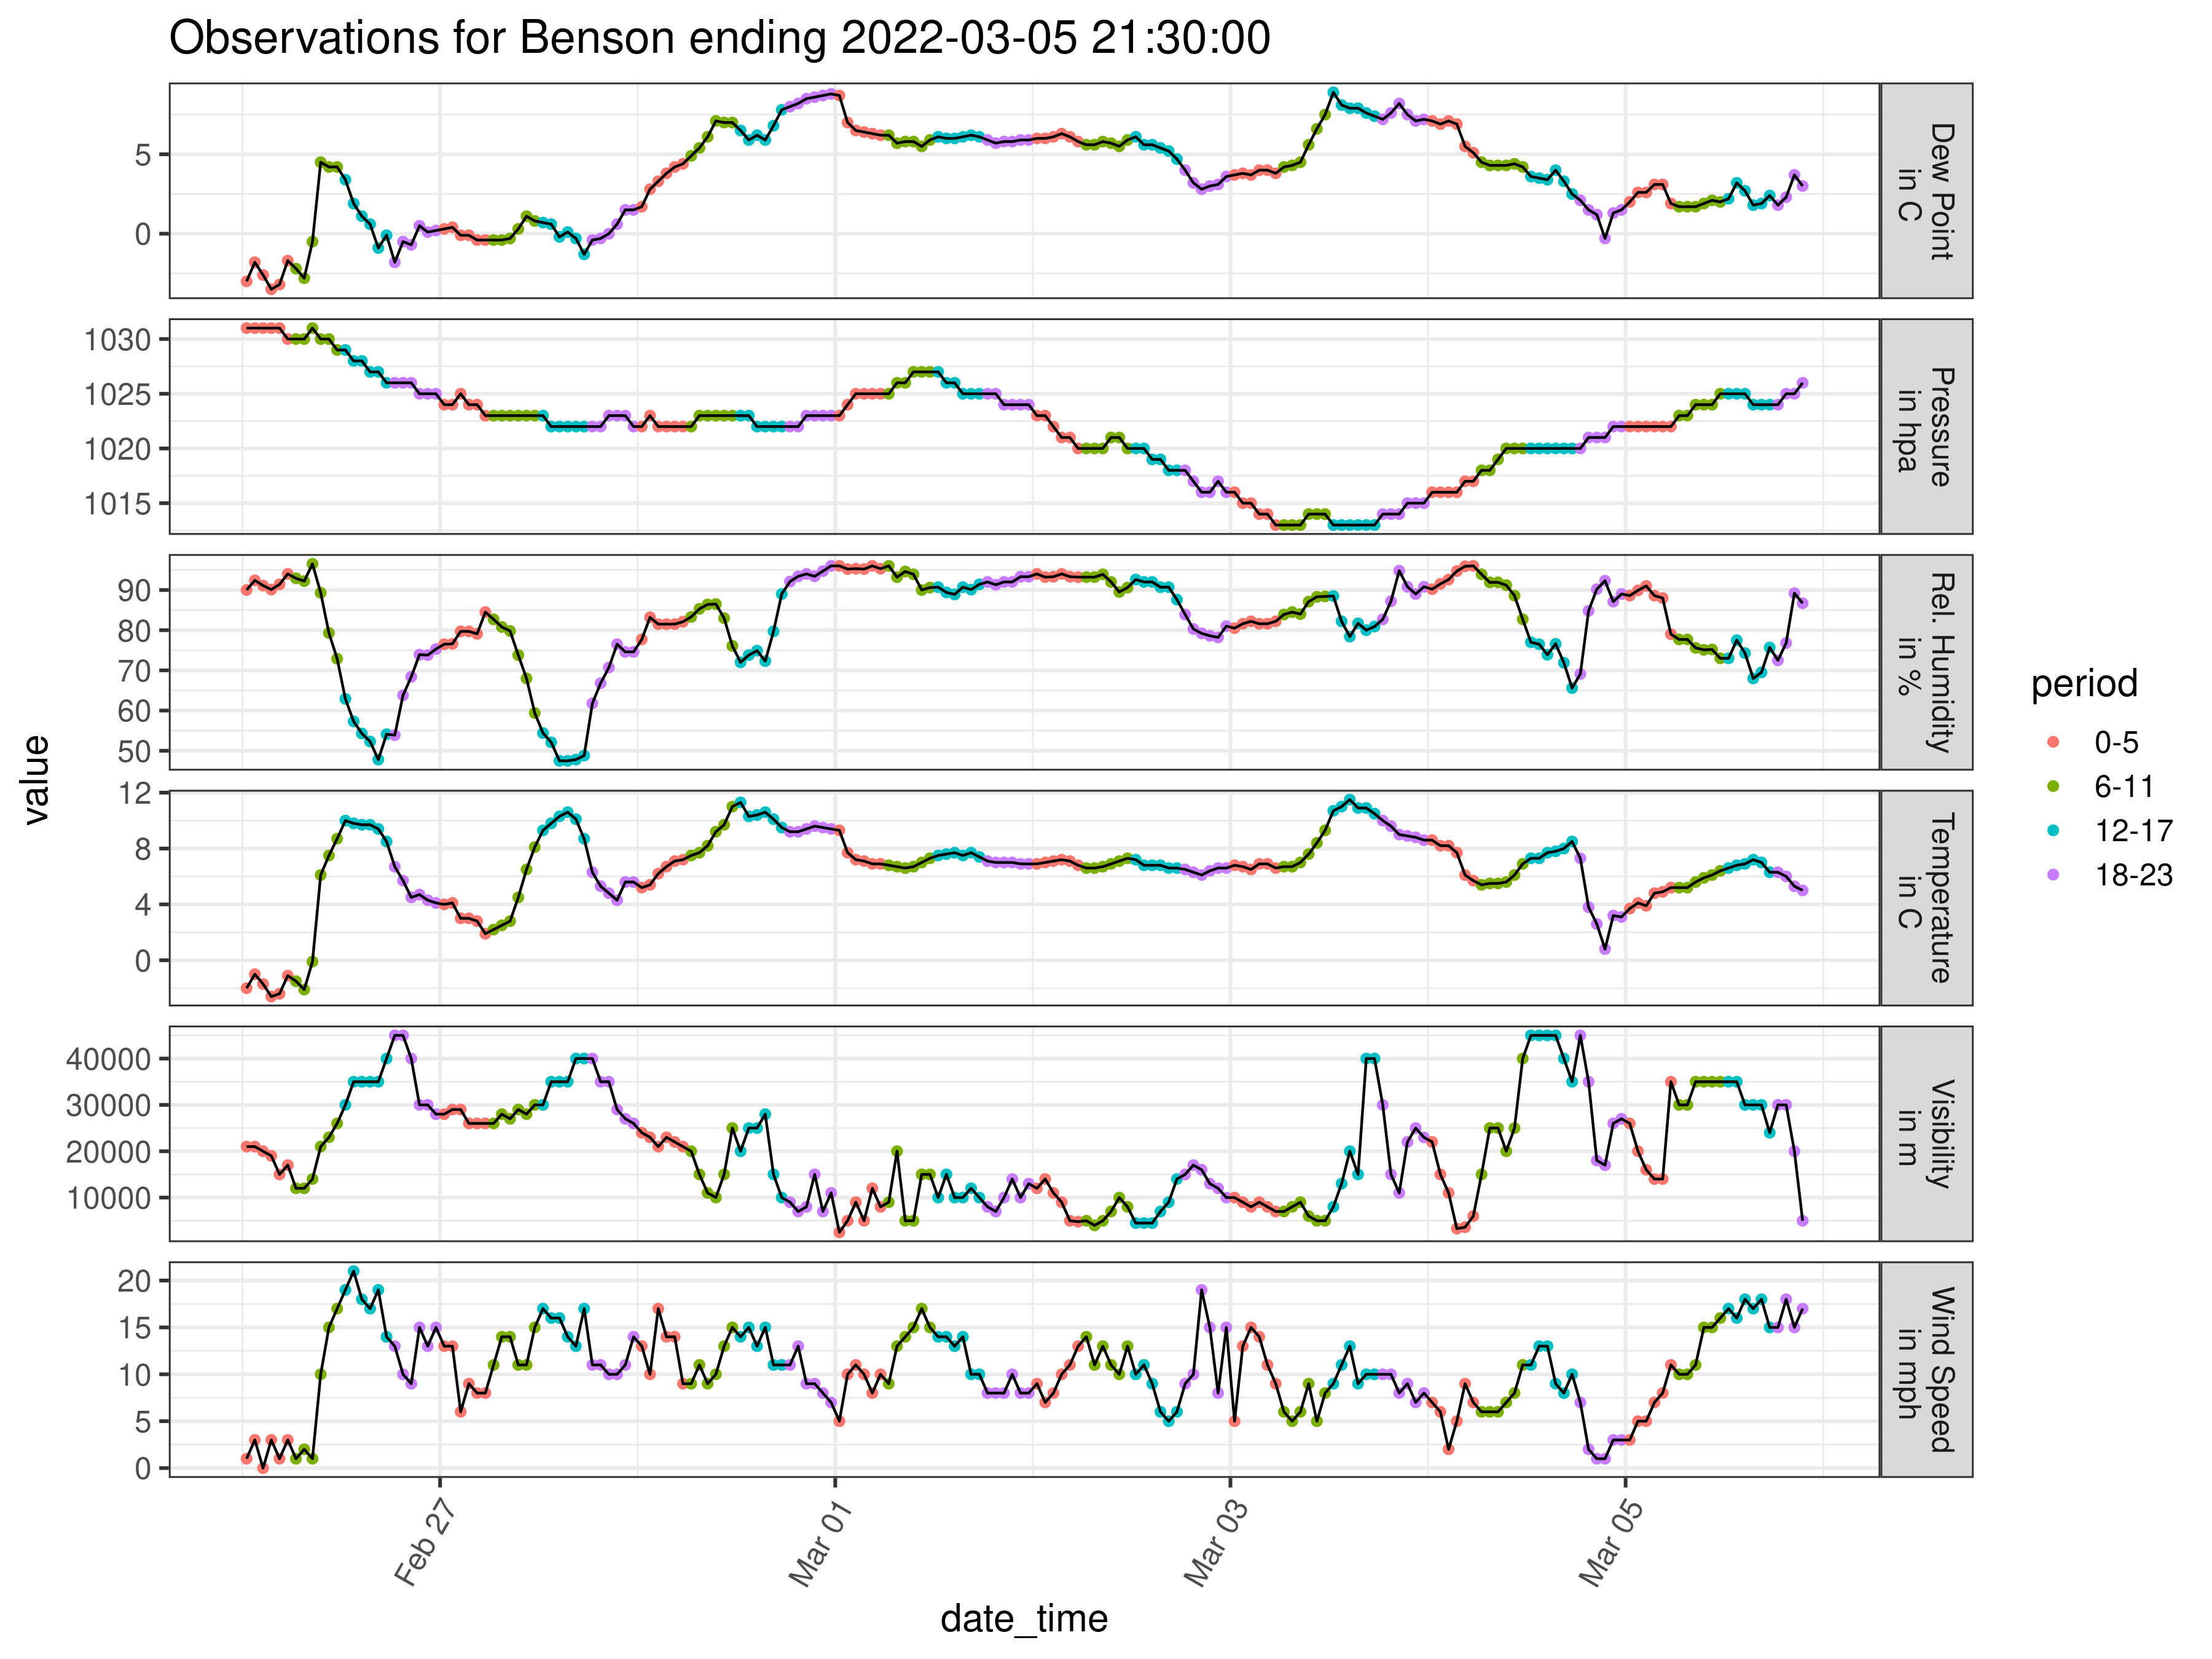 Observations for Benson ending 2022-03-05 21:30:00
value
5
0
Dew Point
in C
1030
1025
1020
1015
Pressure
in hpa
90
80
70
60
50
Rel. Humidity
in %
12
8
4
0
Temperature
in C
40000
30000
20000
10000
Visibility
in m
20
15
10
5
0
Wind Speed
in mph
Feb 27
Mar 01
Mar 03
Mar 05
date_time
period
0-5
6-11
12-17
18-23